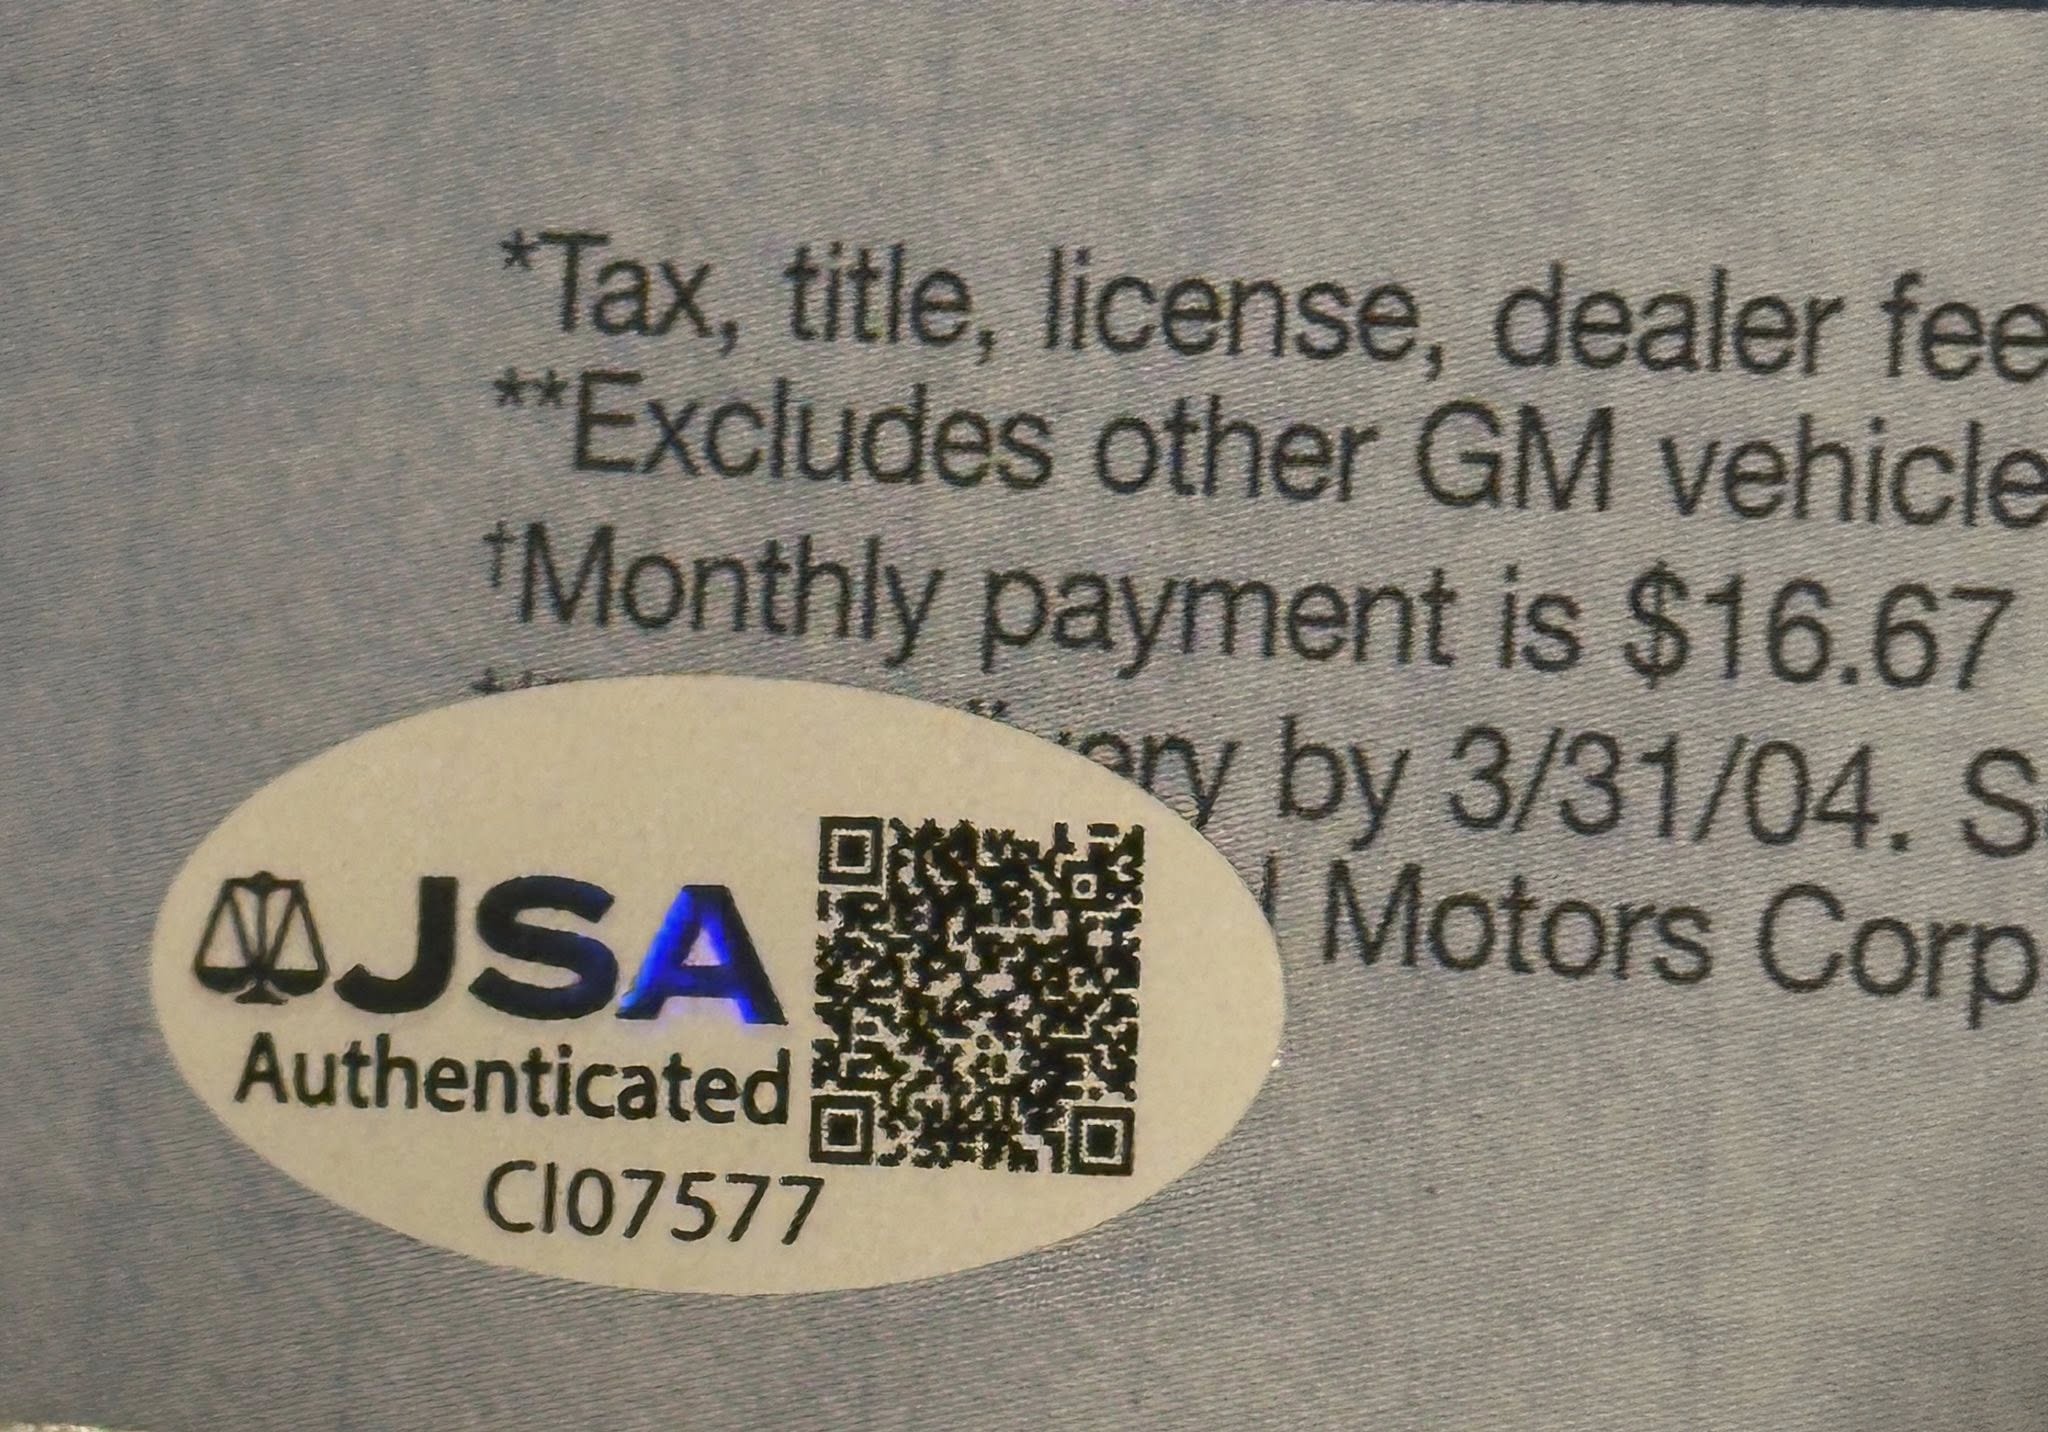 *Tax, title, license, dealer fee
**Excludes other GM vehicle
†Monthly payment is $16.67
by 3/31/04.
Motors Corp
JSA
Authenticated
CI07577